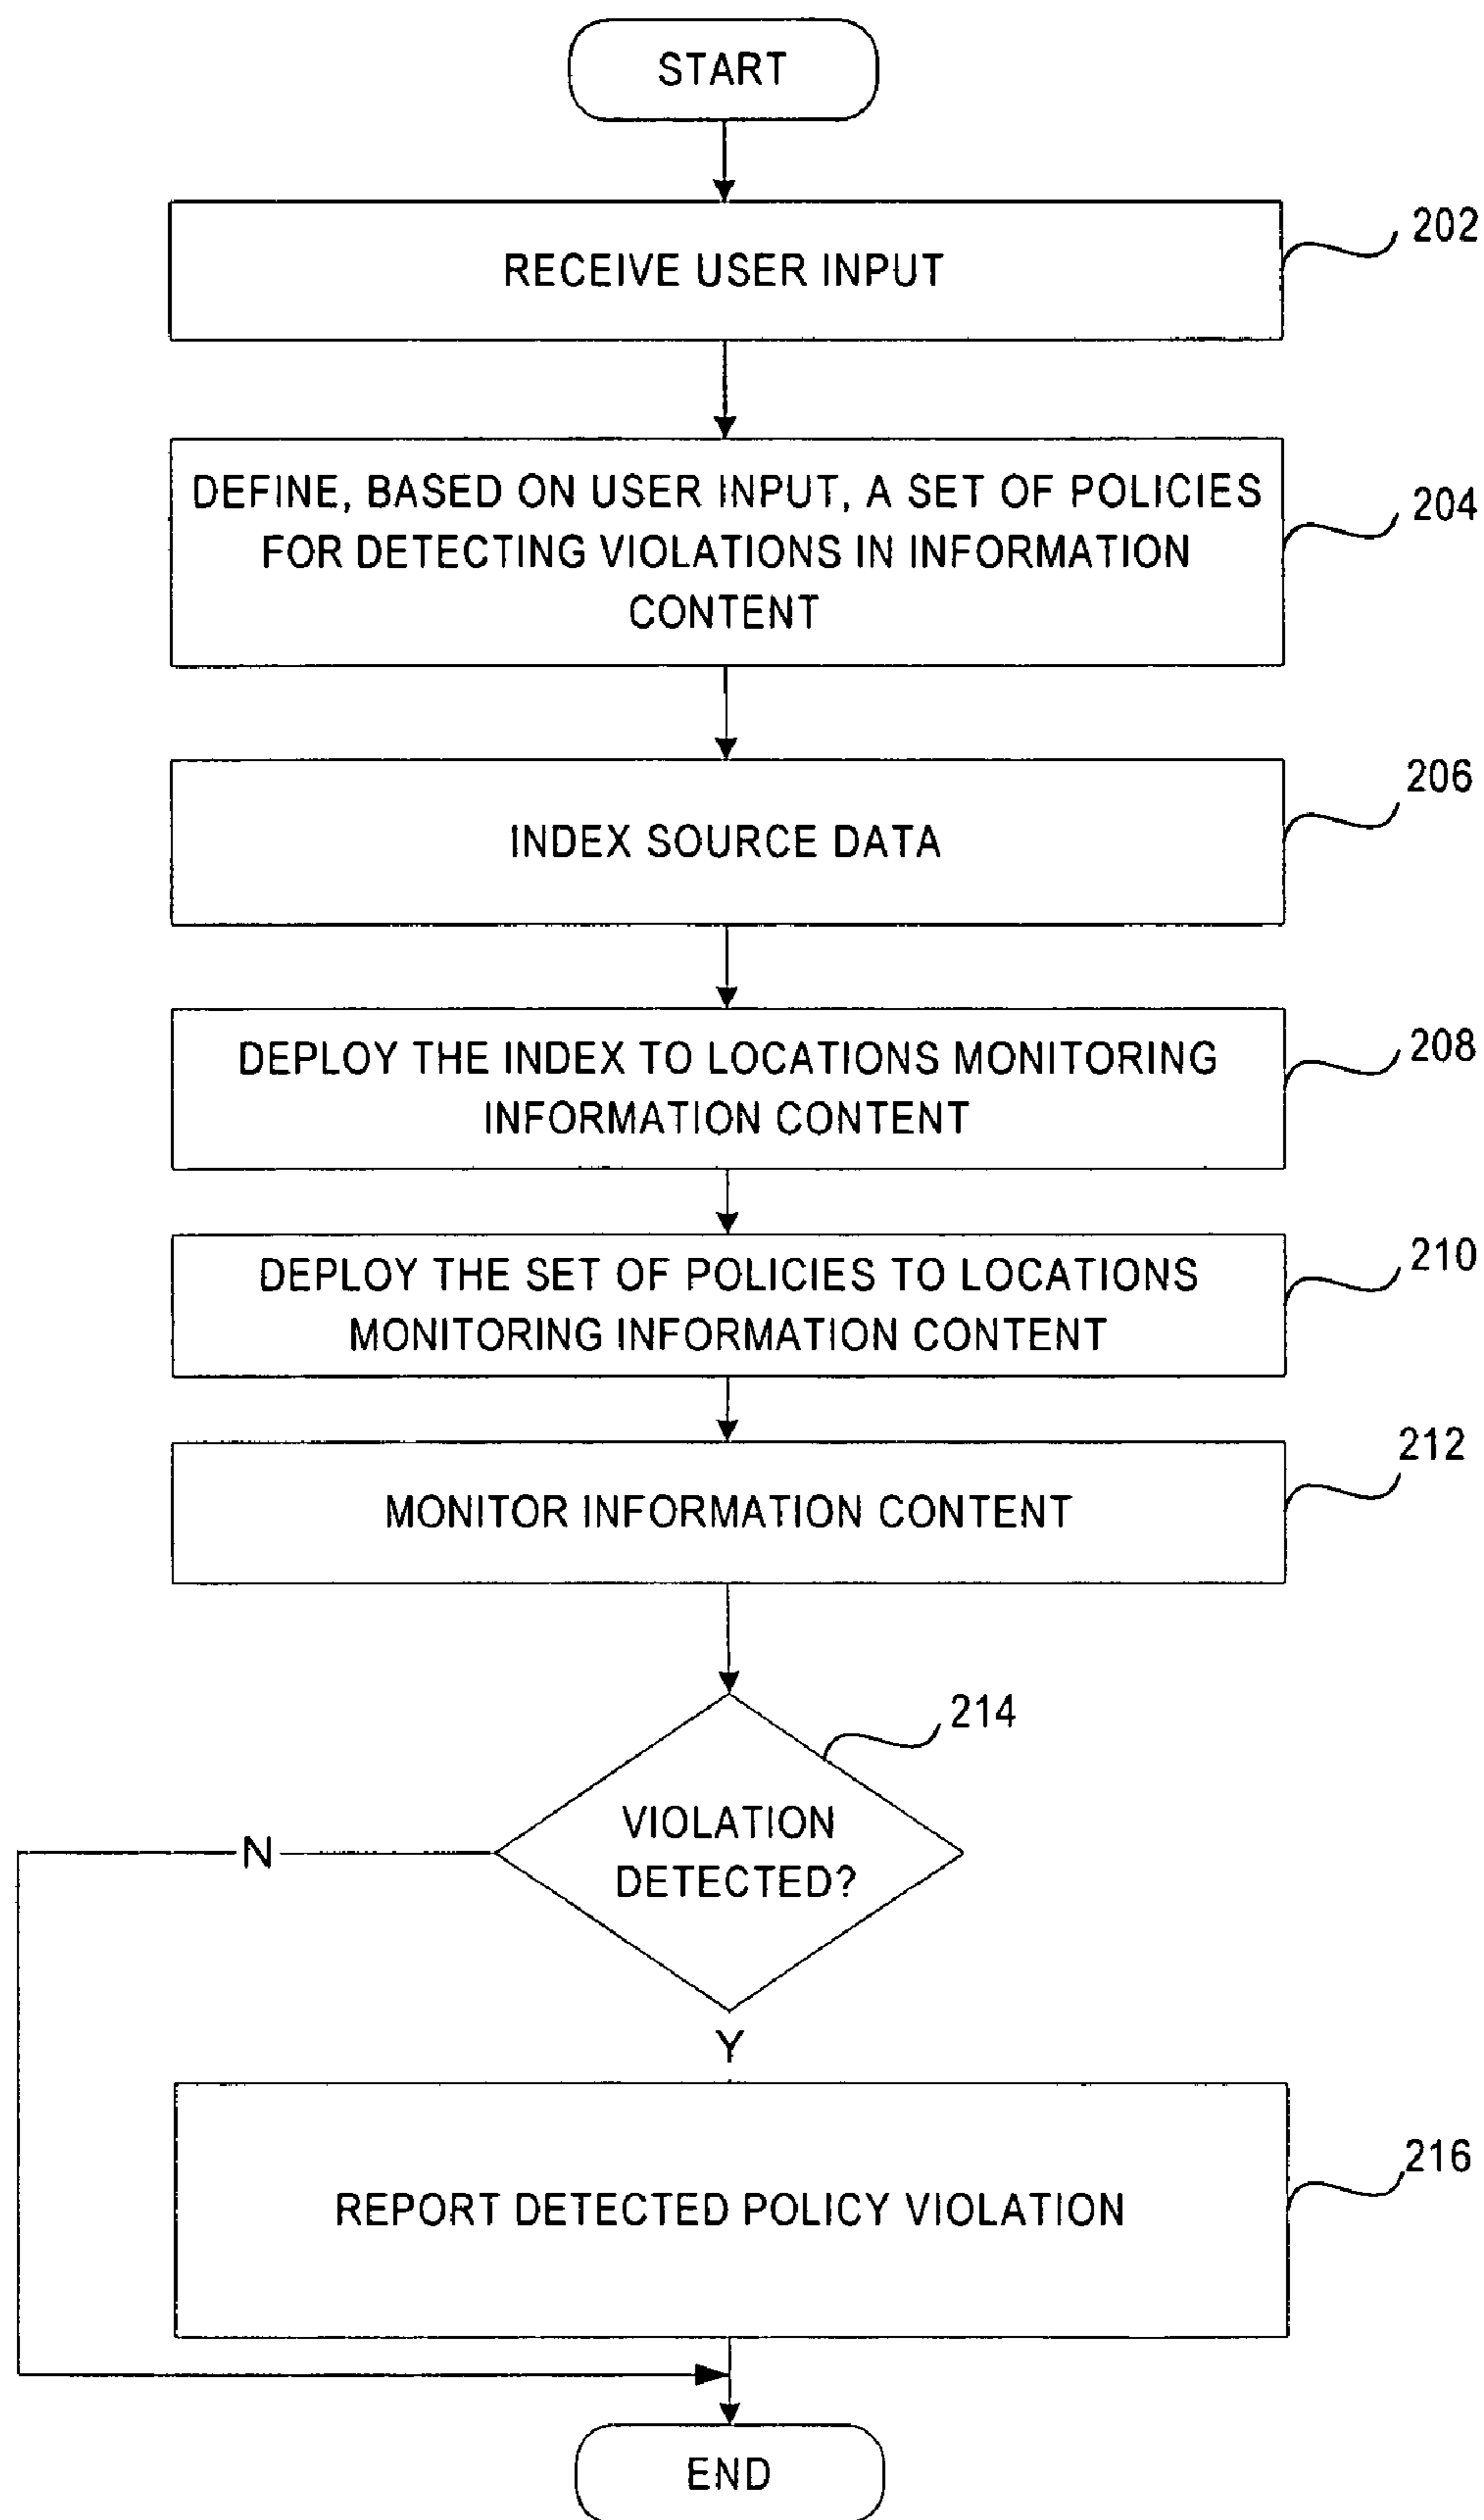 START
RECEIVE USER INPUT
202
DEFINE, BASED ON USER INPUT, A SET OF POLICIES
FOR DETECTING VIOLATIONS IN INFORMATION
CONTENT
204
INDEX SOURCE DATA
206
DEPLOY THE INDEX TO LOCATIONS MONITORING
INFORMATION CONTENT
208
DEPLOY THE SET OF POLICIES TO LOCATIONS
MONITORING INFORMATION CONTENT
210
MONITOR INFORMATION CONTENT
212
214
VIOLATION
DETECTED?
N
Y
REPORT DETECTED POLICY VIOLATION
216
END